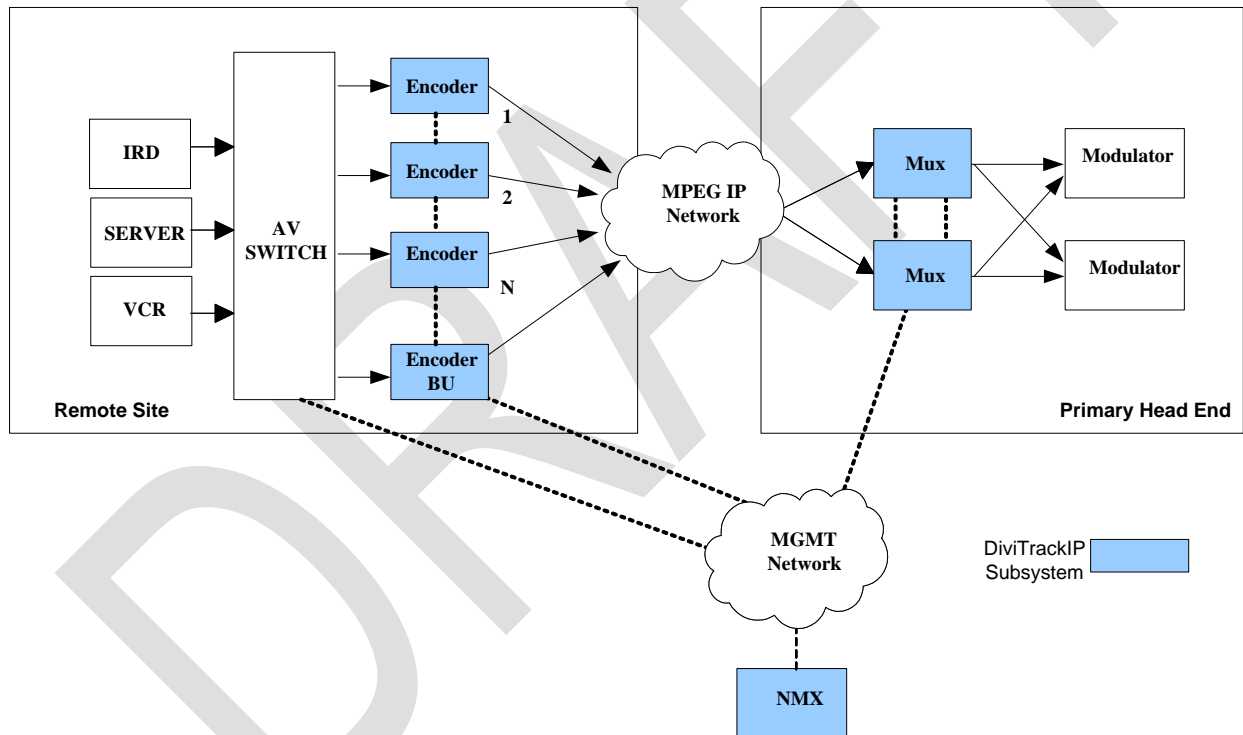 Encoder
1
IRD
Encoder
2
SERVER
AV
SWITCH
Encoder
N
VCR
Encoder
BU
Remote Site
MPEG IP
Network
Mux
Modulator
Mux
Modulator
Primary Head End
MGMT
Network
DiviTrackIP
Subsystem
NMX
DRAFT